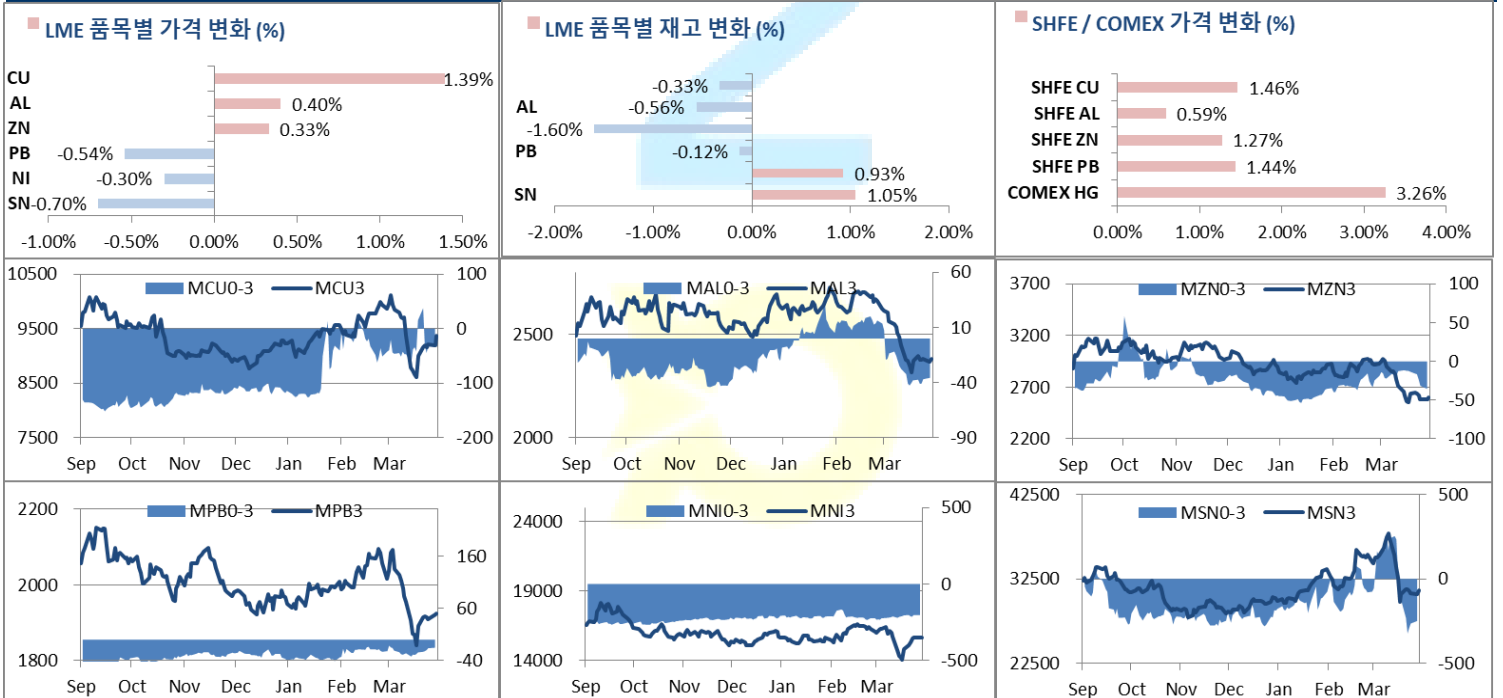 LME 품목별 가격 변화 (%)
CU 1.39%
AL 0.40%
ZN 0.33%
PB -0.54%
NI -0.30%
SN -0.70%
-1.00% -0.50% 0.00% 0.50% 1.00% 1.50%
LME 품목별 재고 변화 (%)
-0.33%
AL -0.56%
-1.60%
PB -0.12%
0.93%
SN 1.05%
-2.00% -1.00% 0.00% 1.00% 2.00%
SHFE / COMEX 가격 변화 (%)
SHFE CU 1.46%
SHFE AL 0.59%
SHFE ZN 1.27%
SHFE PB 1.44%
COMEX HG 3.26%
0.00% 1.00% 2.00% 3.00% 4.00%
MCU0-3 MCU3
10500 100
9500 0
8500 -100
7500 -200
Sep Oct Nov Dec Jan Feb Mar
MAL0-3 MAL3
60
2500 10
-40
2000 -90
Sep Oct Nov Dec Jan Feb Mar
MZN0-3 MZN3
3700 100
50
3200
0
2700
-50
2200 -100
Sep Oct Nov Dec Jan Feb Mar
MPB0-3 MPB3
2200
160
2000
60
1800 -40
Sep Oct Nov Dec Jan Feb Mar
MNI0-3 MNI3
500
24000
0
19000
14000 -500
Sep Oct Nov Dec Jan Feb Mar
MSN0-3 MSN3
42500 500
32500 0
22500 -500
Sep Oct Nov Dec Jan Feb Mar